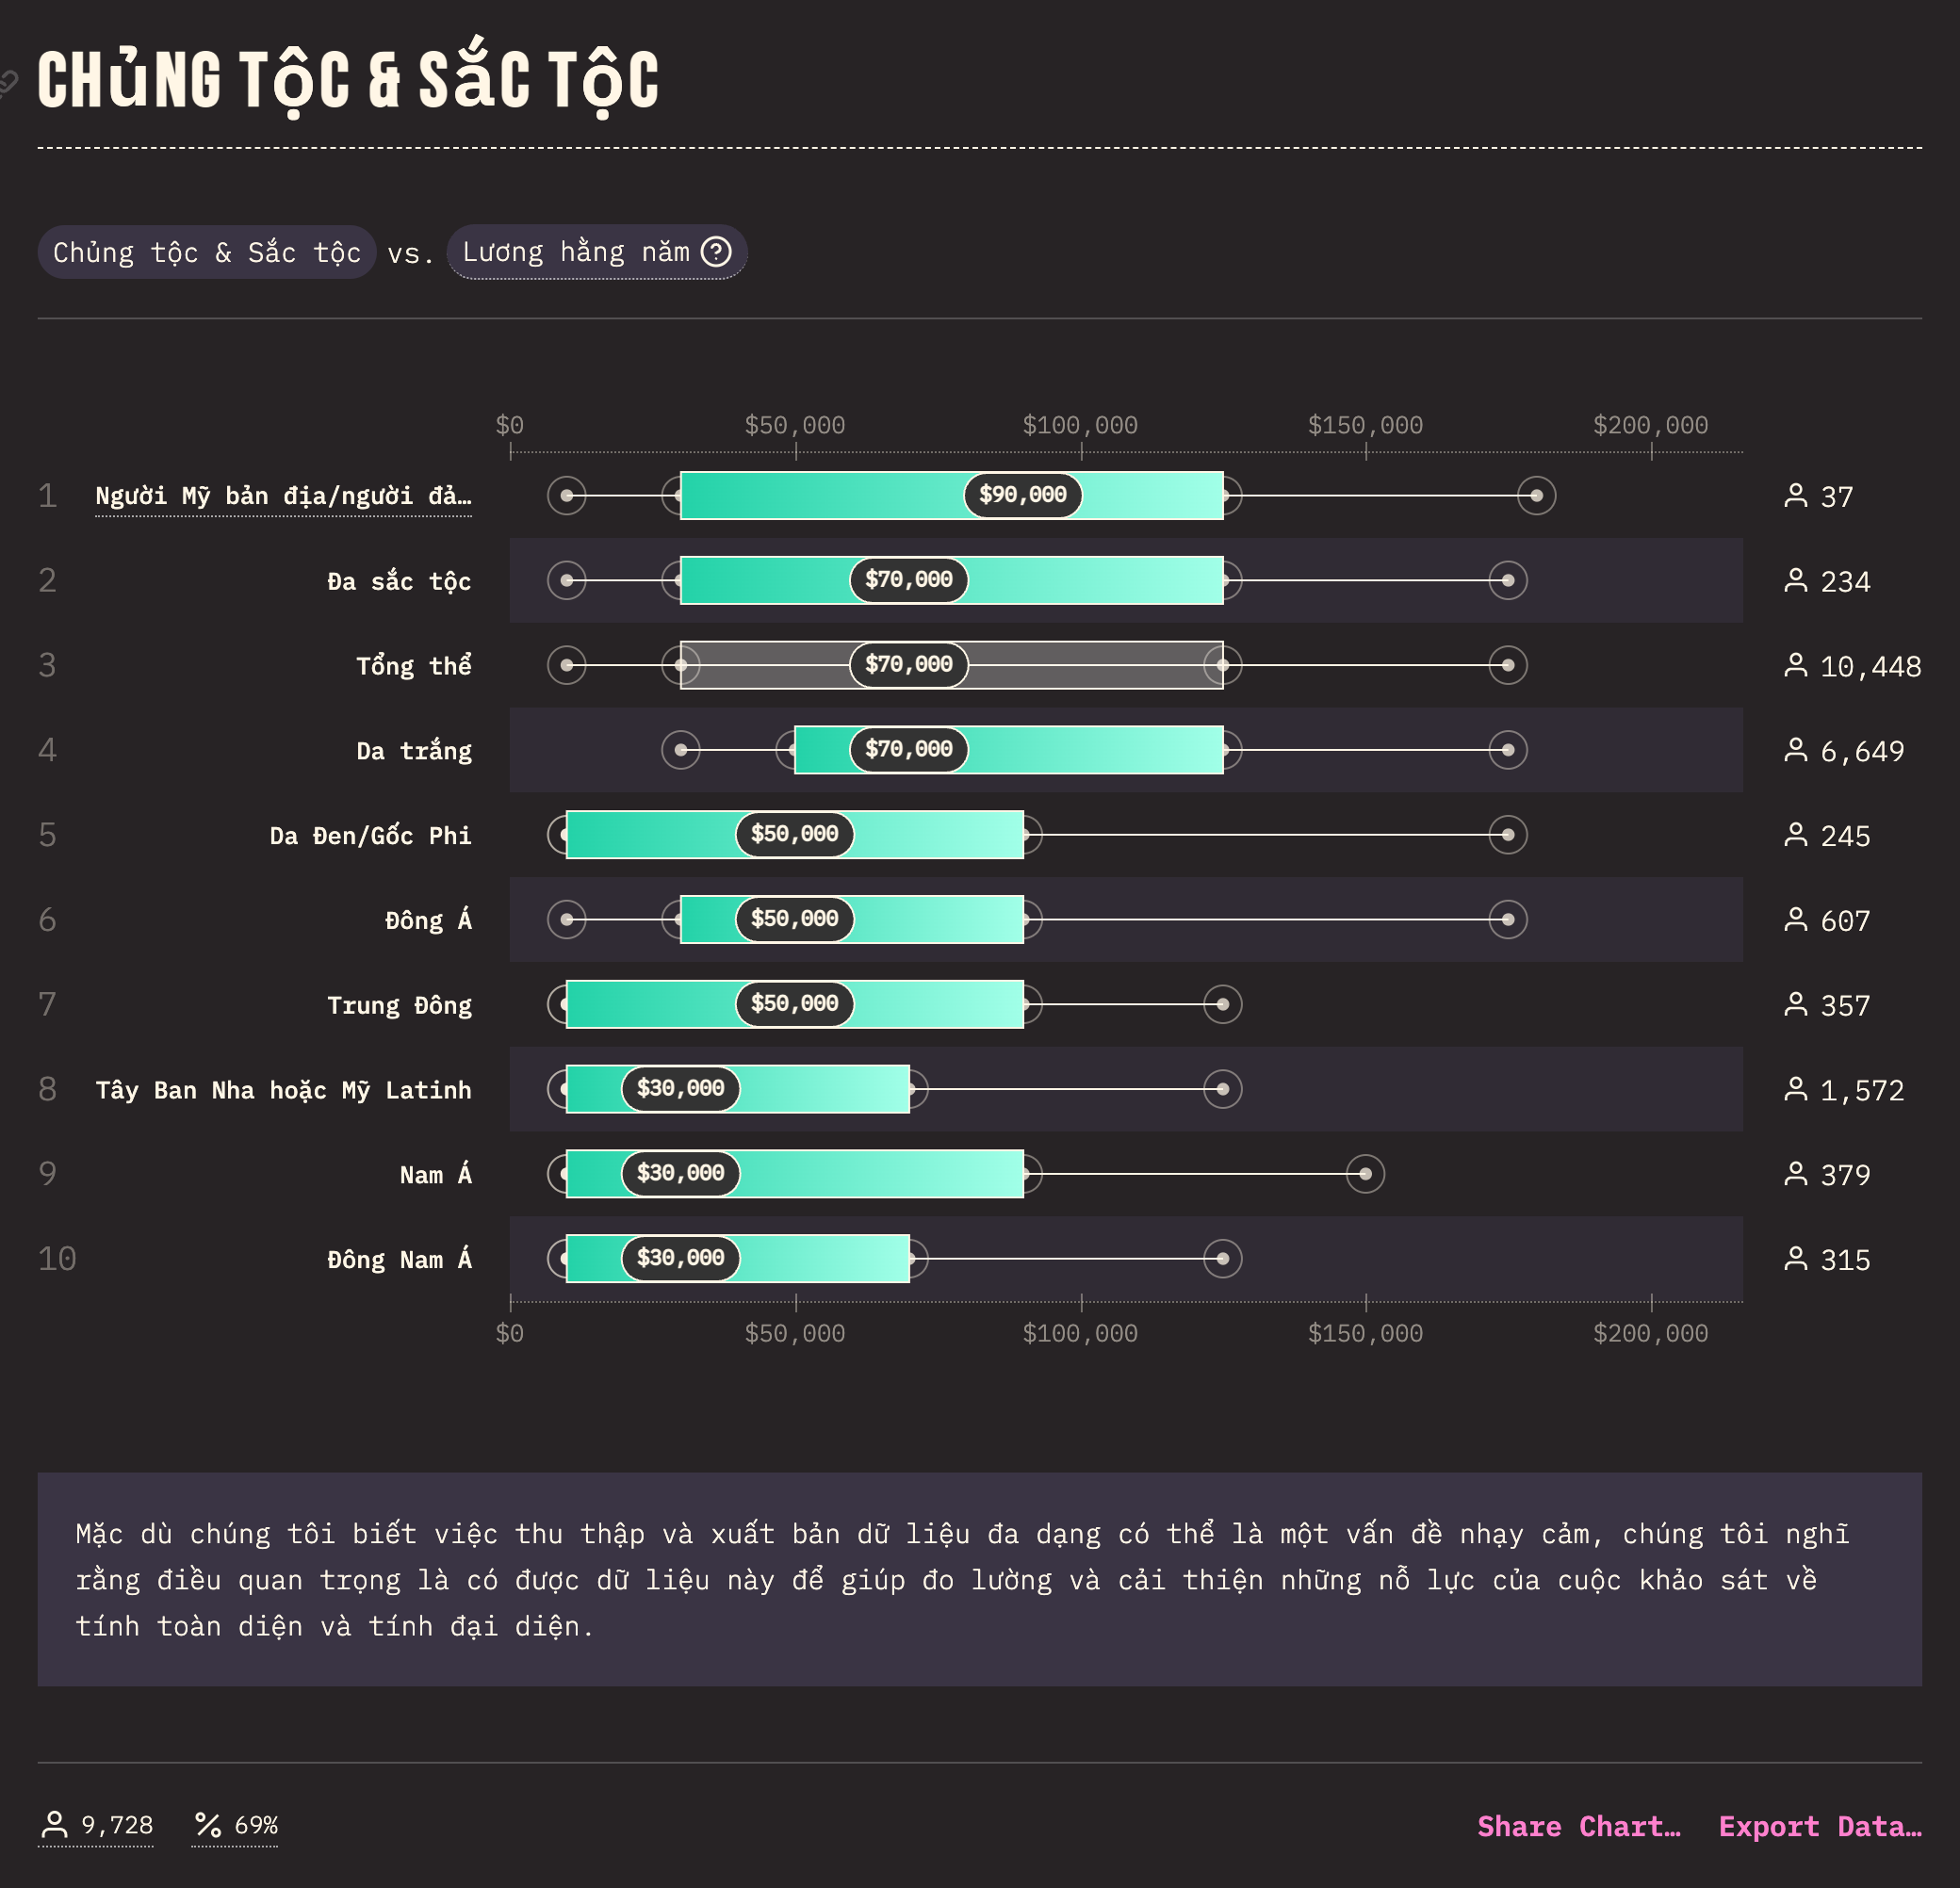 CHỦNG TỘC & SẮC TỘC
Chủng tộc & Sắc tộc vs. Lương hằng năm ?
$0 $50,000 $100,000 $150,000 $200,000
1 Người Mỹ bản địa/người đả… $90,000 37
2 Đa sắc tộc $70,000 234
3 Tổng thể $70,000 10,448
4 Da trắng $70,000 6,649
5 Da Đen/Gốc Phi $50,000 245
6 Đông Á $50,000 607
7 Trung Đông $50,000 357
8 Tây Ban Nha hoặc Mỹ Latinh $30,000 1,572
9 Nam Á $30,000 379
10 Đông Nam Á $30,000 315
$0 $50,000 $100,000 $150,000 $200,000
Mặc dù chúng tôi biết việc thu thập và xuất bản dữ liệu đa dạng có thể là một vấn đề nhạy cảm, chúng tôi nghĩ
rằng điều quan trọng là có được dữ liệu này để giúp đo lường và cải thiện những nỗ lực của cuộc khảo sát về
tính toàn diện và tính đại diện.
9,728 % 69% Share Chart… Export Data…